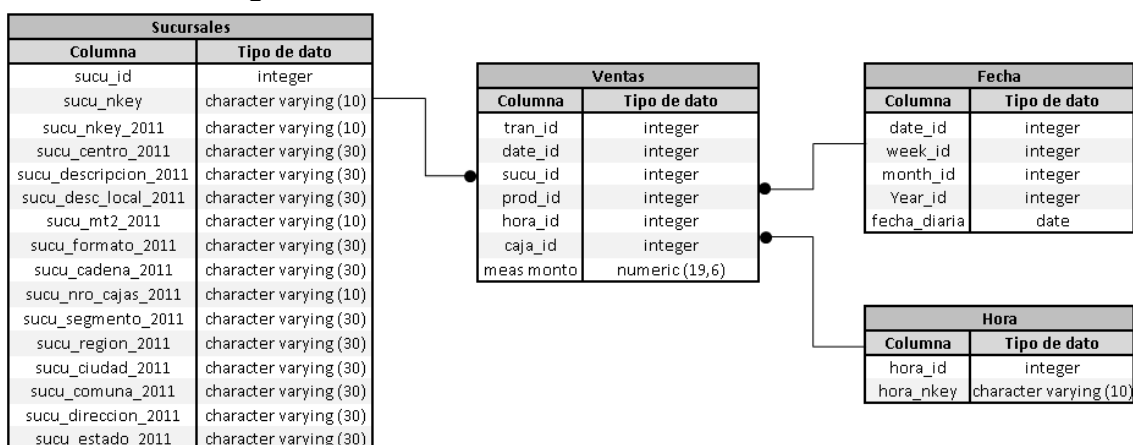 Sucursales
Columna Tipo de dato
sucu_id integer
sucu_nkey character varying (10)
sucu_nkey_2011 character varying (10)
sucu_centro_2011 character varying (30)
sucu_descripcion_2011 character varying (30)
sucu_desc_local_2011 character varying (30)
sucu_mt2_2011 character varying (10)
sucu_formato_2011 character varying (30)
sucu_cadena_2011 character varying (30)
sucu_nro_cajas_2011 character varying (10)
sucu_segmento_2011 character varying (30)
sucu_region_2011 character varying (30)
sucu_ciudad_2011 character varying (30)
sucu_comuna_2011 character varying (30)
sucu_direccion_2011 character varying (30)
sucu_estado_2011 character varying (30)
Ventas
Columna Tipo de dato
tran_id integer
date_id integer
sucu_id integer
prod_id integer
hora_id integer
caja_id integer
meas monto numeric (19,6)
Fecha
Columna Tipo de dato
date_id integer
week_id integer
month_id integer
Year_id integer
fecha_diaria date
Hora
Columna Tipo de dato
hora_id integer
hora_nkey character varying (10)